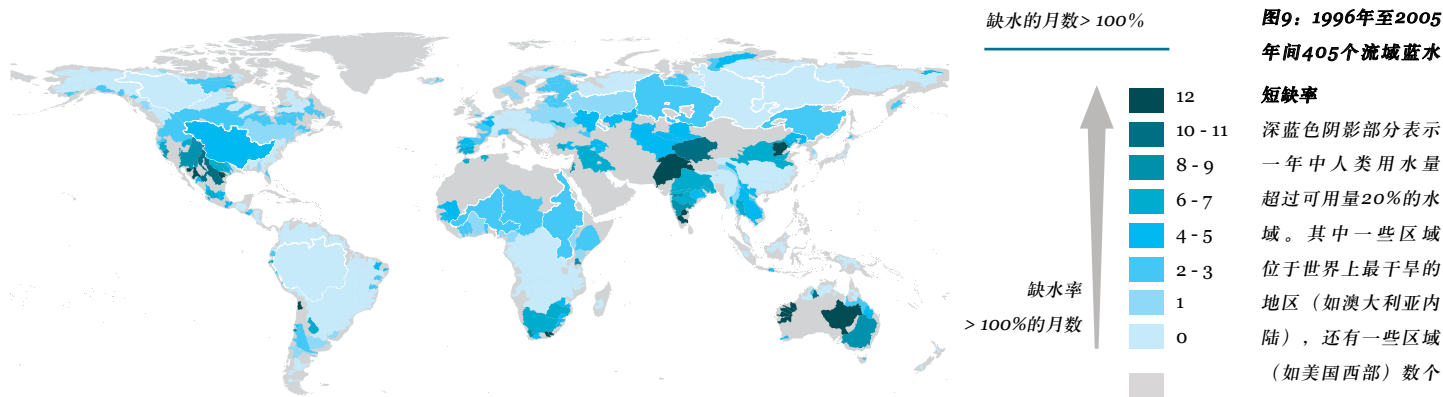 缺水的月数> 100%
12
10 - 11
8 - 9
6 - 7
4 - 5
2 - 3
1
0
缺水率
> 100%的月数
图9：1996年至2005
年间405个流域蓝水
短缺率
深蓝色阴影部分表示
一年中人类用水量
超过可用量20%的水
域。其中一些区域
位于世界上最干旱的
地区（如澳大利亚内
陆），还有一些区域
（如美国西部）数个